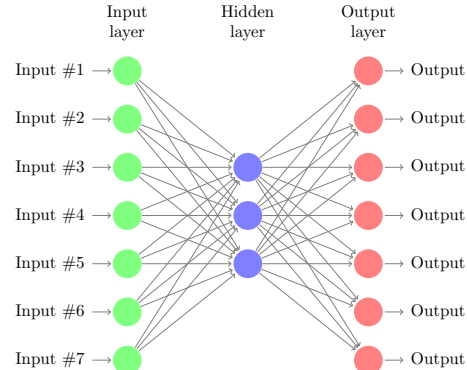 Input layer
Hidden layer
Output layer
Input #1
Output
Input #2
Output
Input #3
Output
Input #4
Output
Input #5
Output
Input #6
Output
Input #7
Output